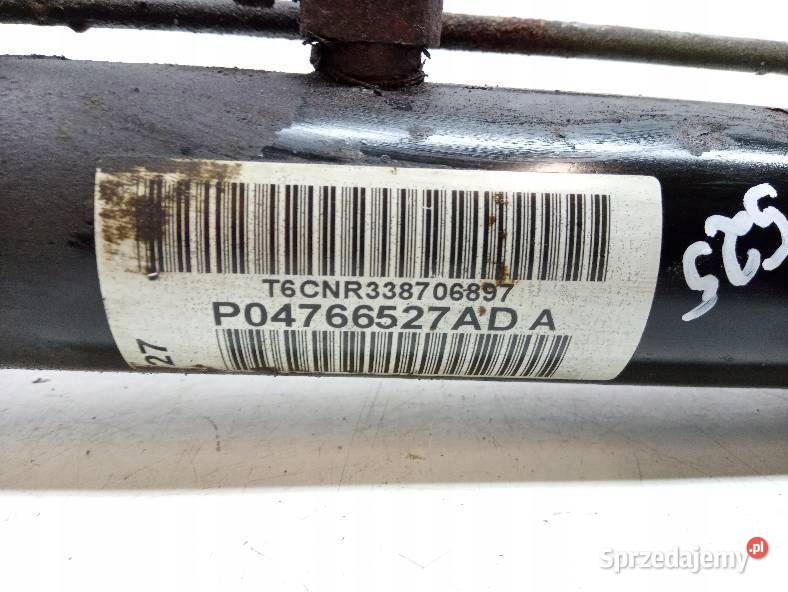 T6CNR338706897
P04766527AD A
27
525
Sprzedajemy.pl